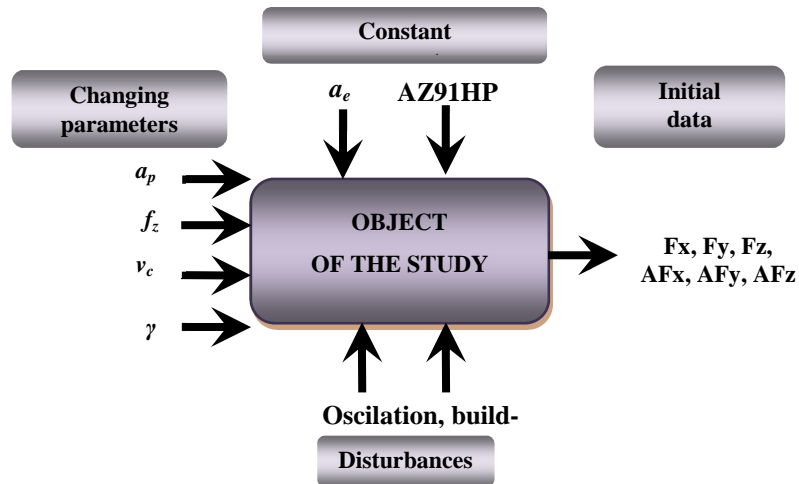 Constant
Changing
parameters
a_e
AZ91HP
Initial
data
a_p
f_z
v_c
γ
OBJECT
OF THE STUDY
Fx, Fy, Fz,
AFx, AFy, AFz
Oscilation, build-
Disturbances